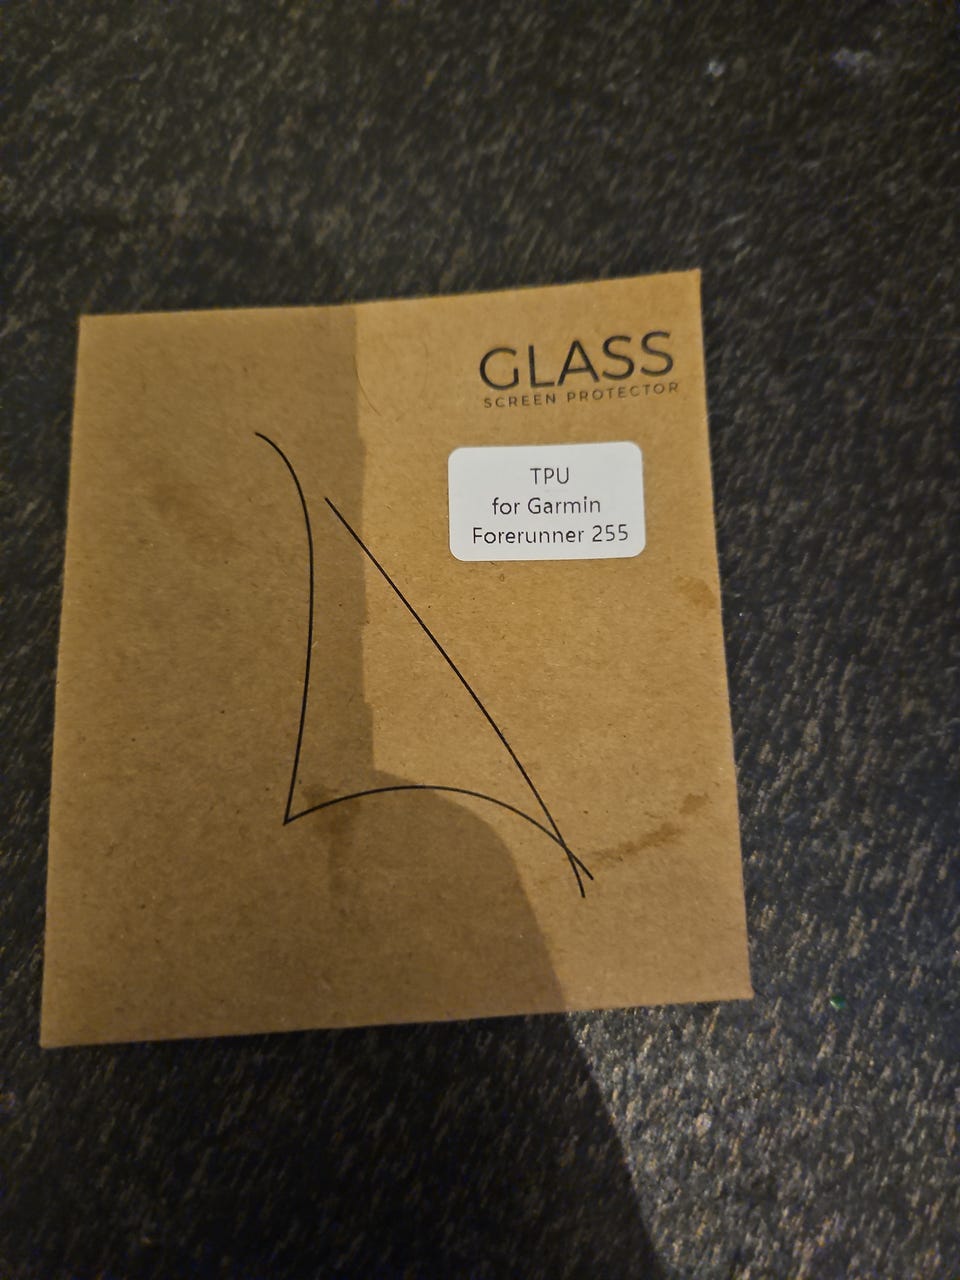 GLASS
SCREEN PROTECTOR
TPU
for Garmin
Forerunner 255